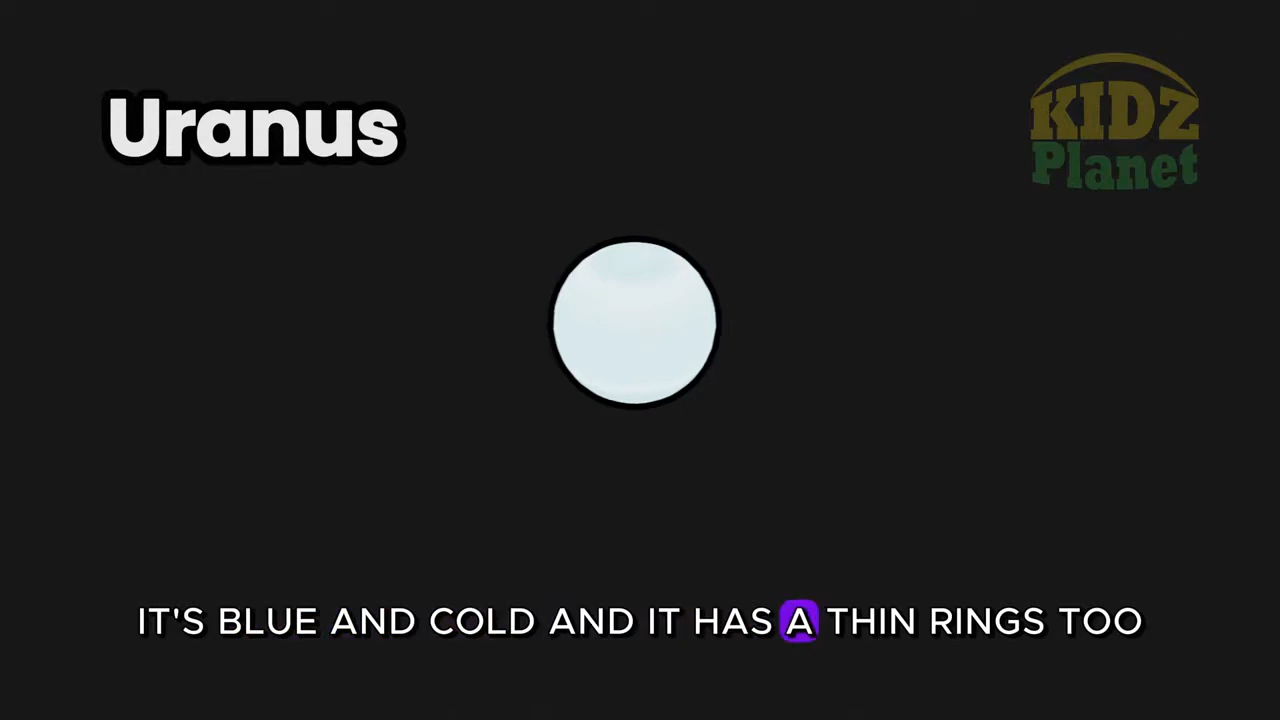 Uranus
KIDZ
Planet
IT'S BLUE AND COLD AND IT HAS A THIN RINGS TOO